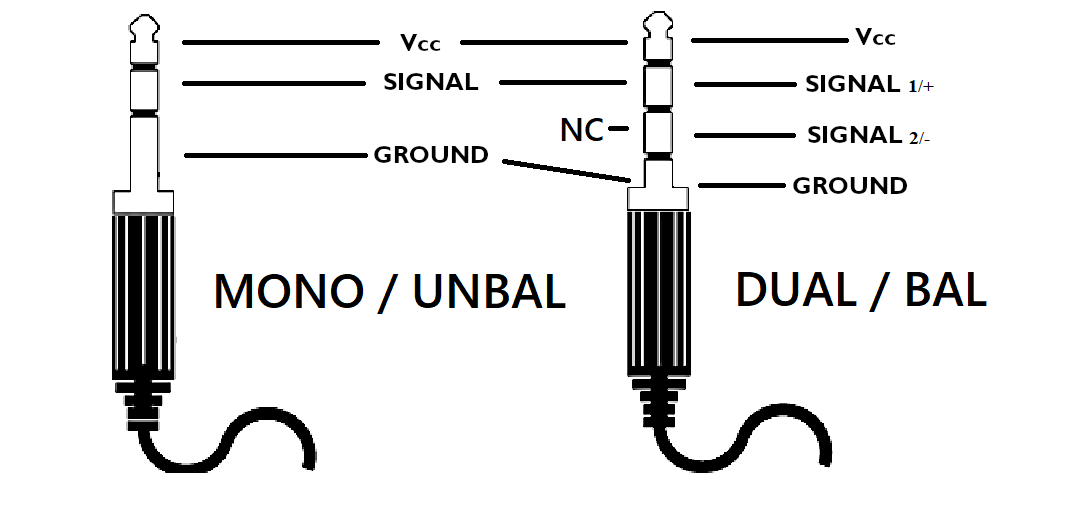 Vcc
Vcc
SIGNAL
SIGNAL 1/+
NC
SIGNAL 2/-
GROUND
GROUND
MONO / UNBAL
DUAL / BAL